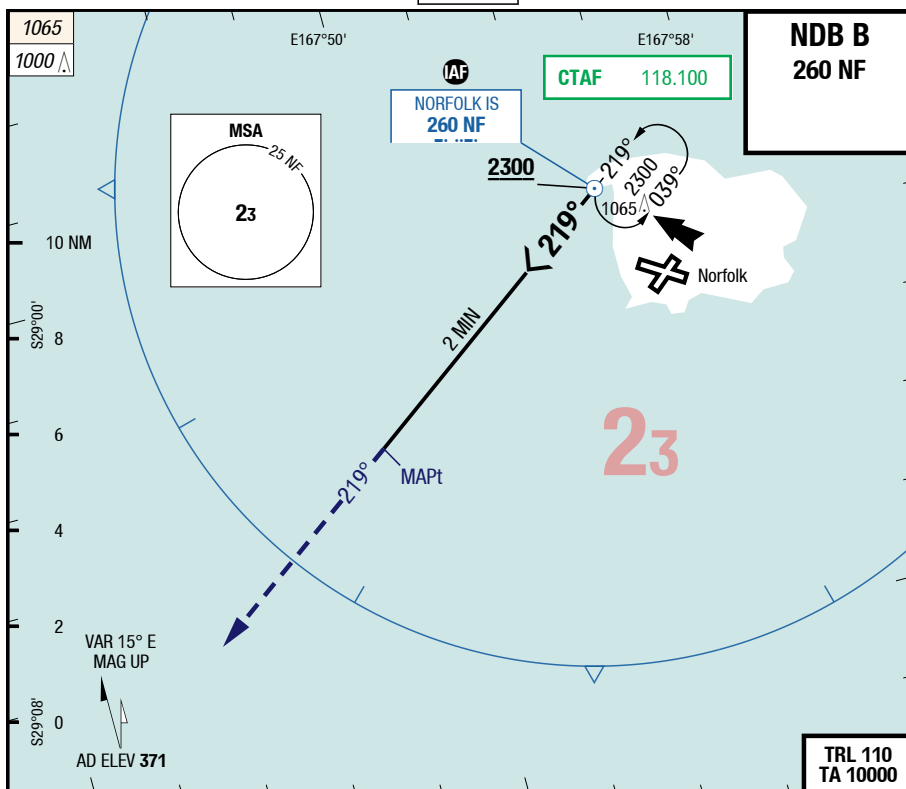 1065
1000
E167°50'
E167°58'
NDB B
260 NF
CTAF 118.100
IAF
NORFOLK IS
260 NF
MSA
25 NF
23
2300
219°
2300
039°
1065
219°
Norfolk
10 NM
S29°00'
8
2 MIN
6
23
MAPt
219°
4
2
VAR 15° E
MAG UP
S29°08'
0
AD ELEV 371
TRL 110
TA 10000